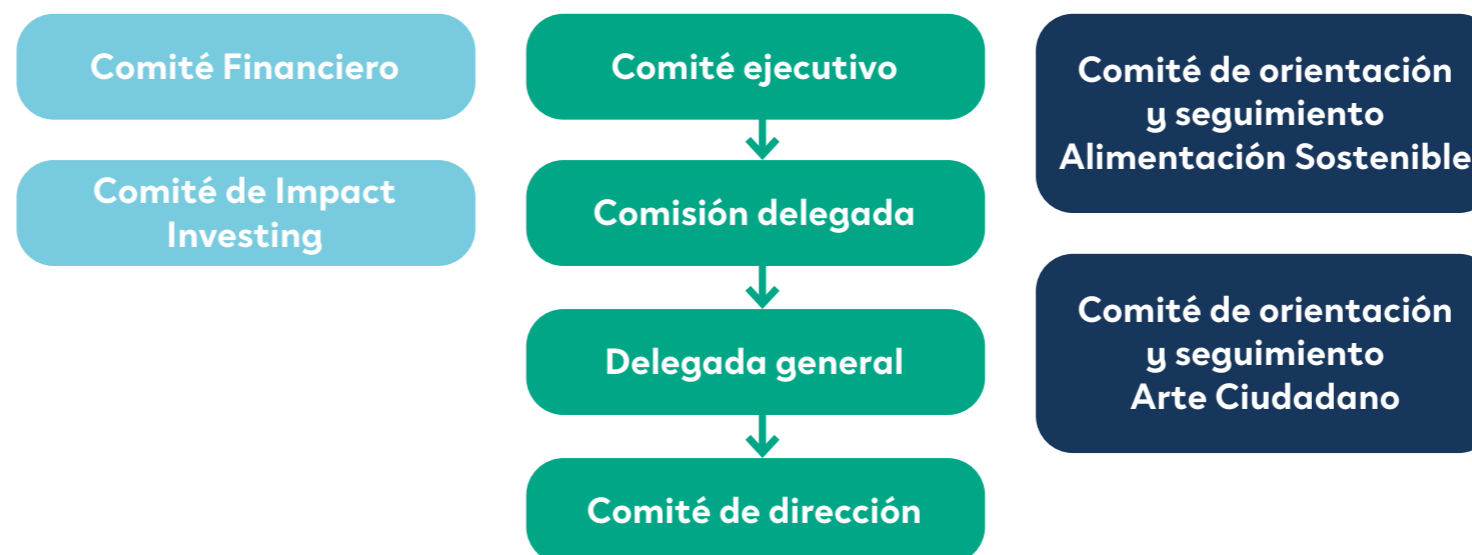 Comité Financiero
Comité de Impact
Investing
Comité ejecutivo
Comisión delegada
Delegada general
Comité de dirección
Comité de orientación
y seguimiento
Alimentación Sostenible
Comité de orientación
y seguimiento
Arte Ciudadano